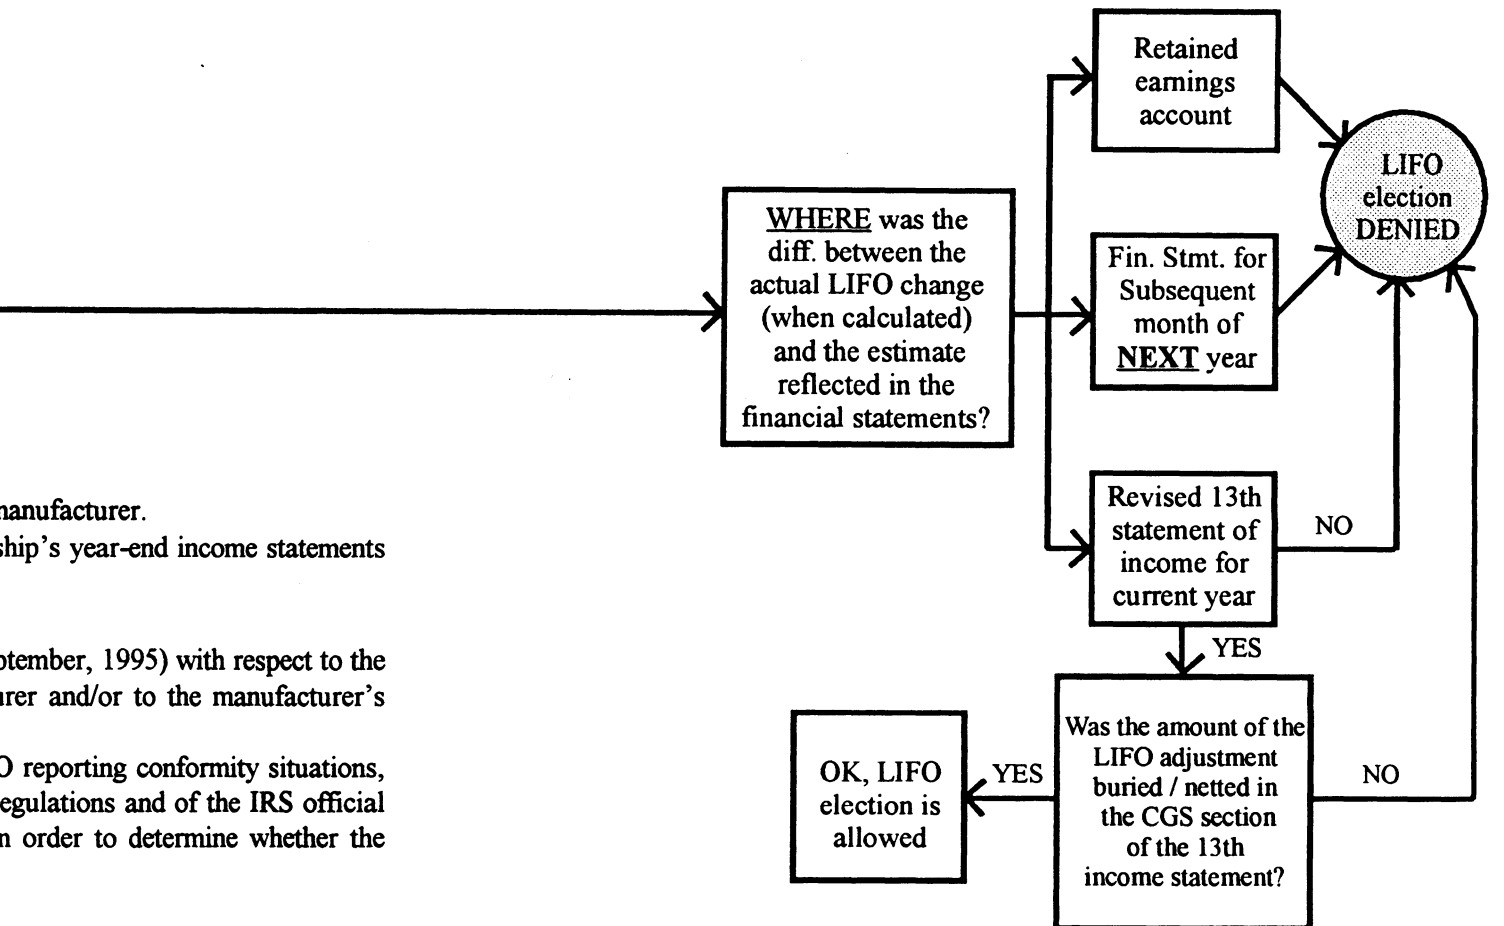 Retained
earnings
account
LIFO
election
DENIED
WHERE was the
diff. between the
actual LIFO change
(when calculated)
and the estimate
reflected in the
financial statements?
Fin. Stmt. for
Subsequent
month of
NEXT year
Revised 13th
statement of
income for
current year
NO
YES
Was the amount of the
LIFO adjustment
buried / netted in
the CGS section
of the 13th
income statement?
NO
YES
OK, LIFO
election is
allowed
manufacturer.
ship's year-end income statements
ptember, 1995) with respect to the
urer and/or to the manufacturer's
O reporting conformity situations,
egulations and of the IRS official
n order to determine whether the